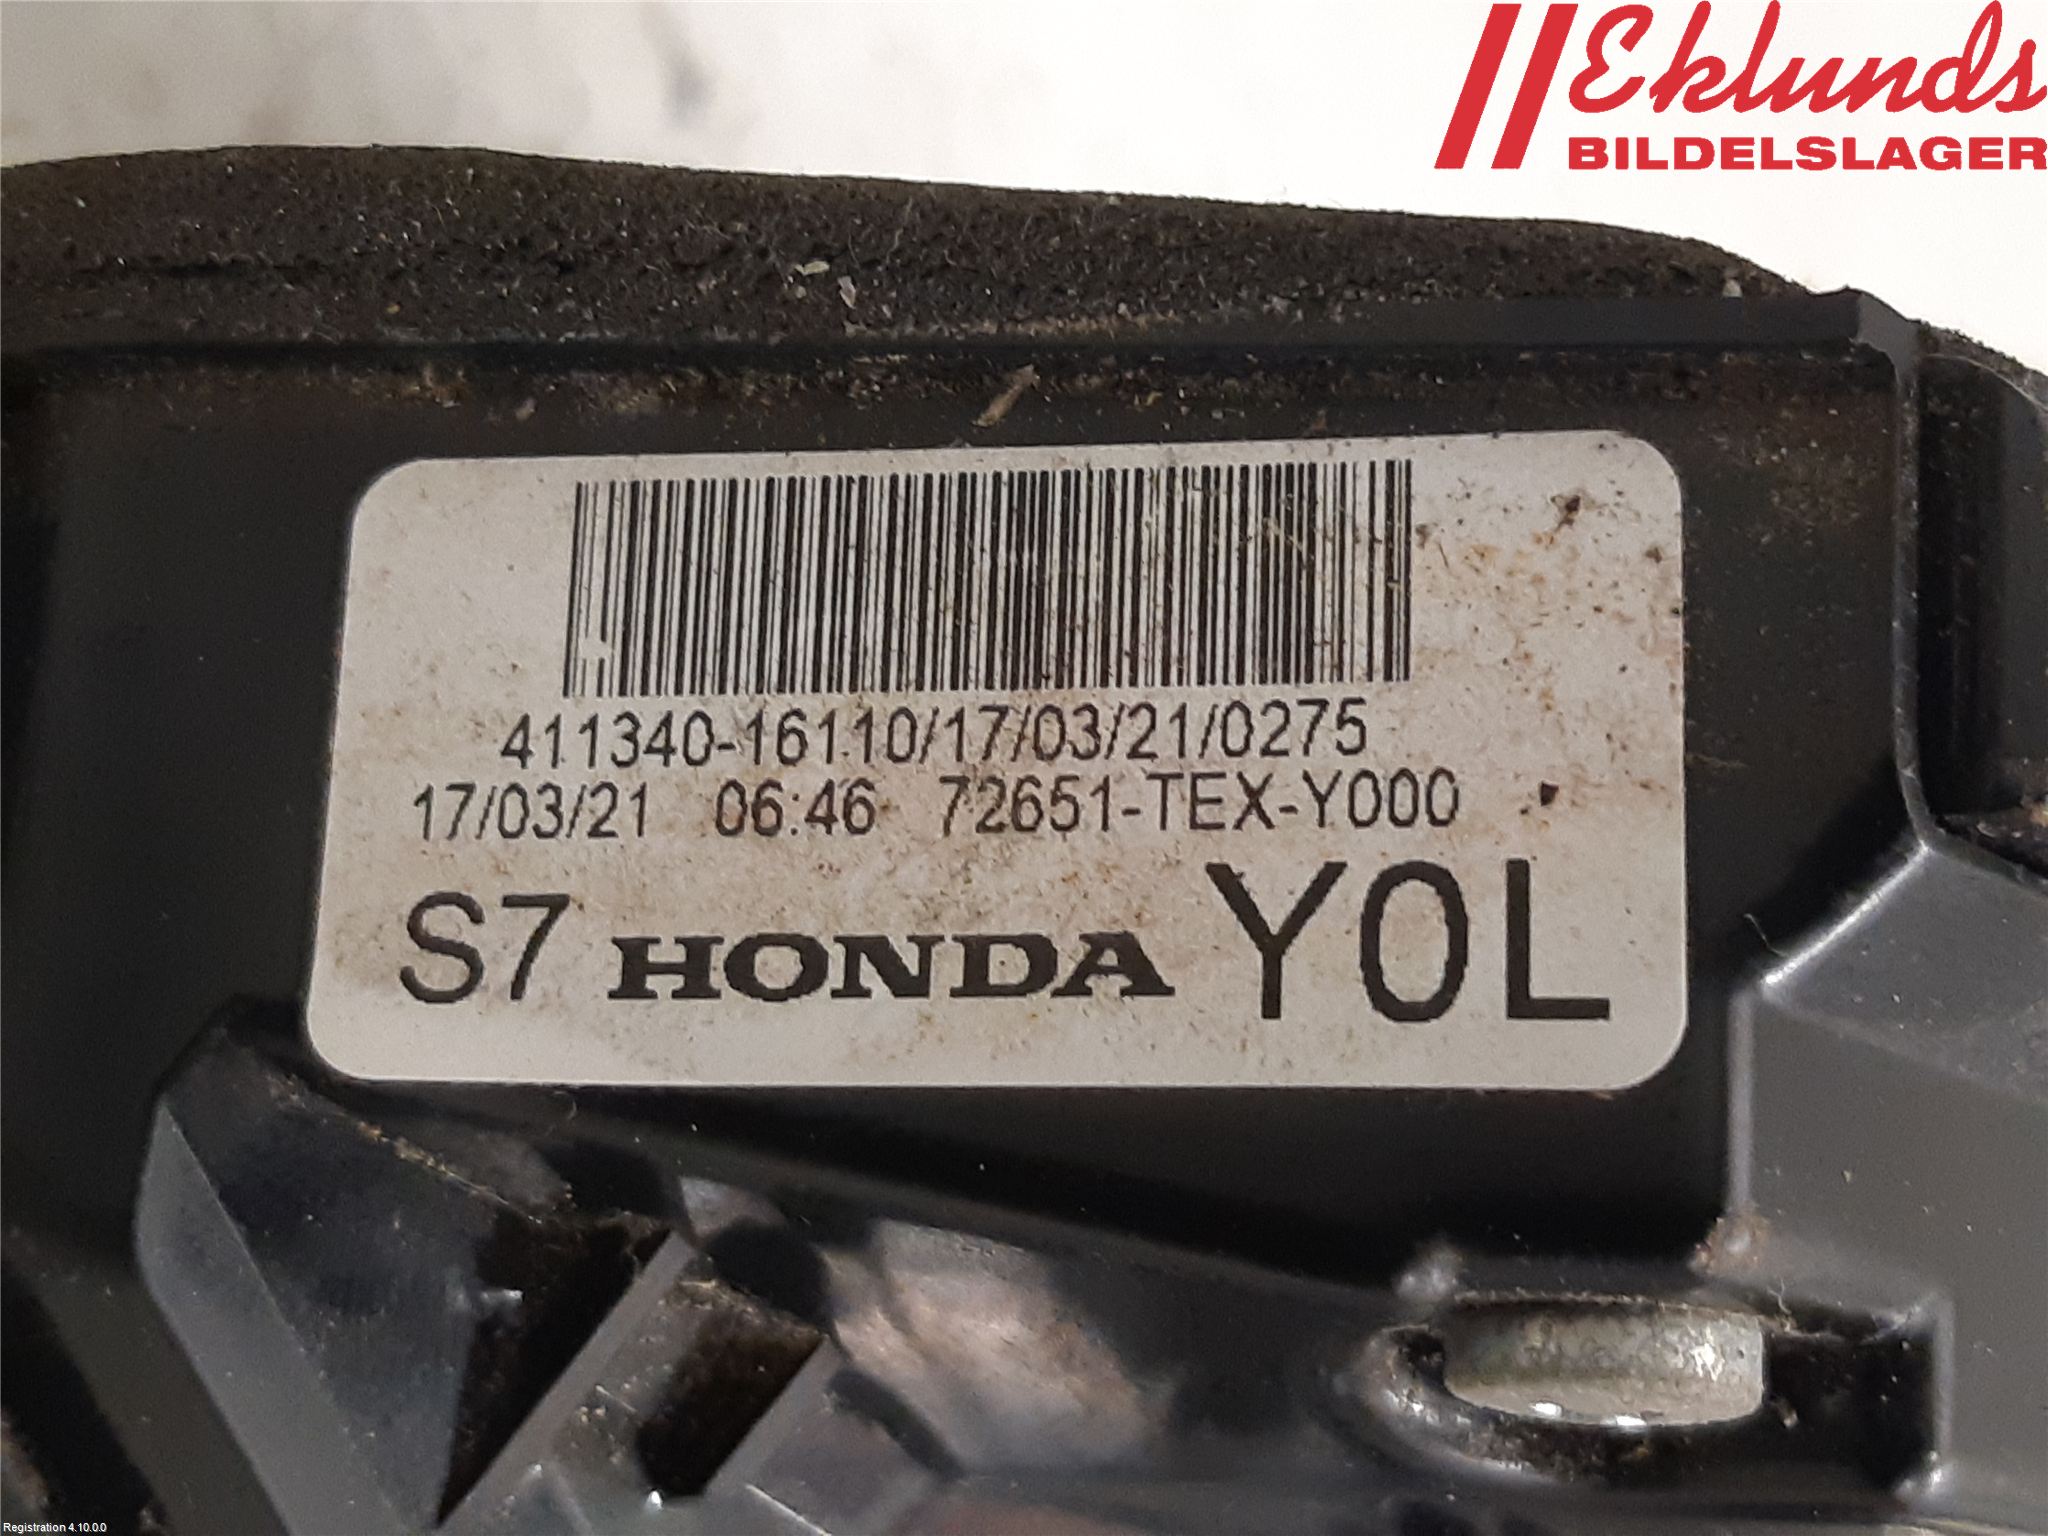 Eklunds
BILDELSLAGER
411340-16110/17/03/21/0275
17/03/21 06:46 72651-TEX-Y000
S7 HONDA Y0L
Registration 4.10.0.0